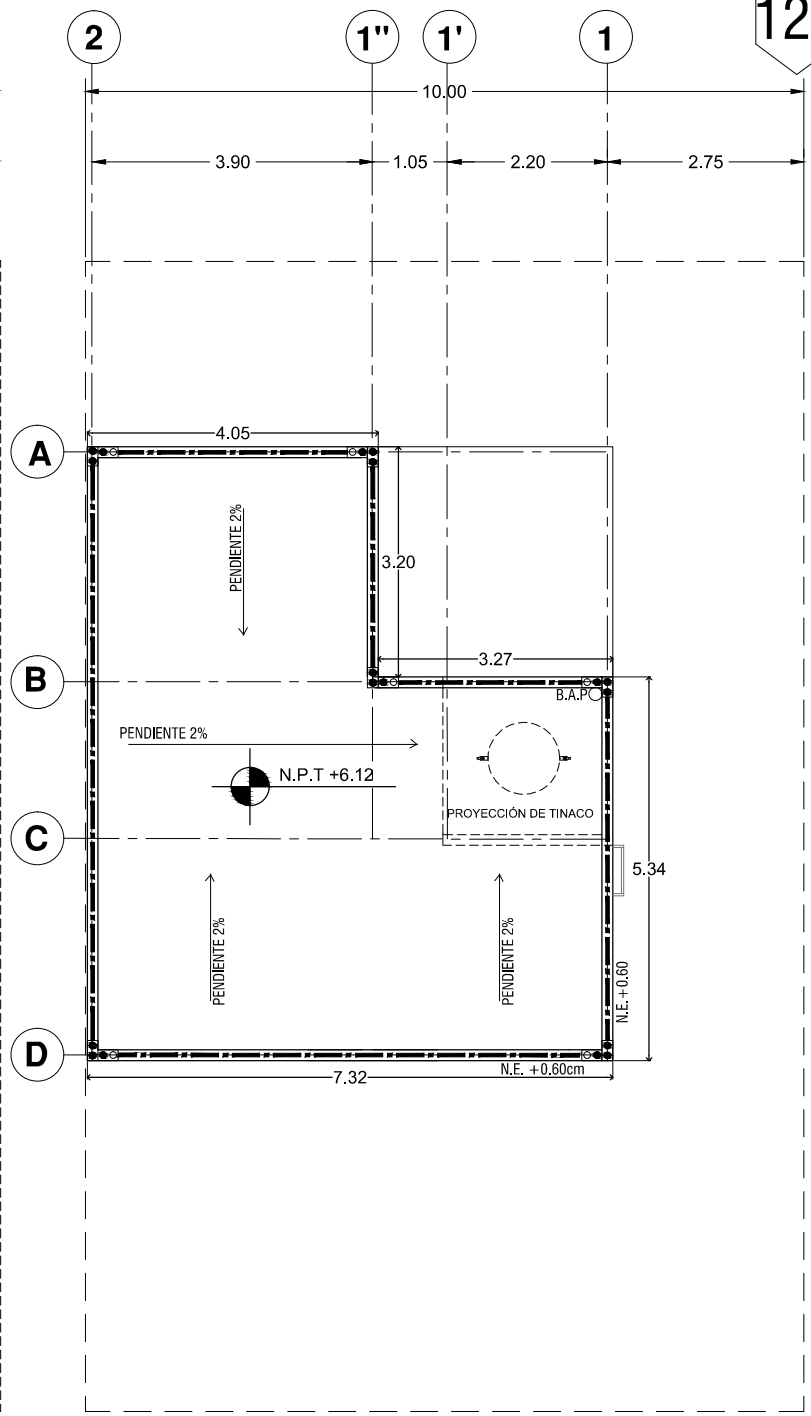 12
2
1"
1'
1
10.00
3.90
1.05
2.20
2.75
4.05
A
PENDIENTE 2%
3.20
3.27
B
B.A.P
PENDIENTE 2%
N.P.T +6.12
PROYECCIÓN DE TINACO
C
5.34
PENDIENTE 2%
PENDIENTE 2%
N.E. +0.60
D
N.E. +0.60cm
7.32